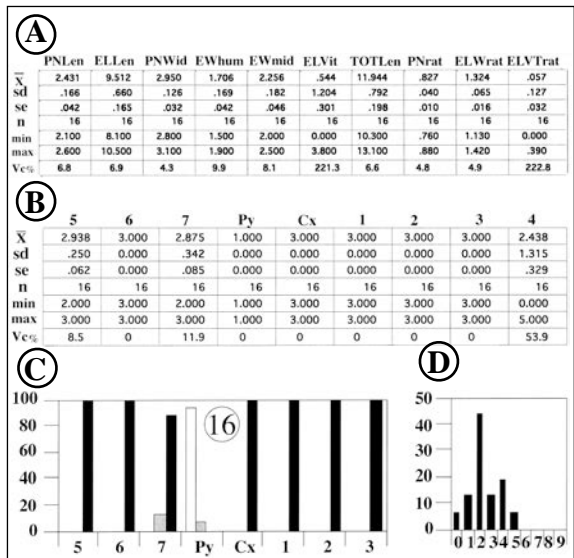 A
PNLen ELLen PNWid EWhum EWmid ELVit TOTLen PNrat ELWrat ELVTrat
x̄ 2.431 9.512 2.950 1.706 2.256 .544 11.944 .827 1.324 .057
sd .166 .660 .126 .169 .182 1.204 .792 .040 .065 .127
se .042 .165 .032 .042 .046 .301 .198 .010 .016 .032
n 16 16 16 16 16 16 16 16 16 16
min 2.100 8.100 2.800 1.500 2.000 0.000 10.300 .760 1.130 0.000
max 2.600 10.500 3.100 1.900 2.500 3.800 13.100 .880 1.420 .390
Vc% 6.8 6.9 4.3 9.9 8.1 221.3 6.6 4.8 4.9 222.8
B
5 6 7 Py Cx 1 2 3 4
x̄ 2.938 3.000 2.875 1.000 3.000 3.000 3.000 3.000 2.438
sd .250 0.000 .342 0.000 0.000 0.000 0.000 0.000 1.315
se .062 0.000 .085 0.000 0.000 0.000 0.000 0.000 .329
n 16 16 16 16 16 16 16 16 16
min 2.000 3.000 2.000 1.000 3.000 3.000 3.000 3.000 0.000
max 3.000 3.000 3.000 1.000 3.000 3.000 3.000 3.000 5.000
Vc% 8.5 0 11.9 0 0 0 0 0 53.9
C
100
80
60
40
20
0
16
5 6 7 Py Cx 1 2 3
D
50
40
30
20
10
0
0 1 2 3 4 5 6 7 8 9